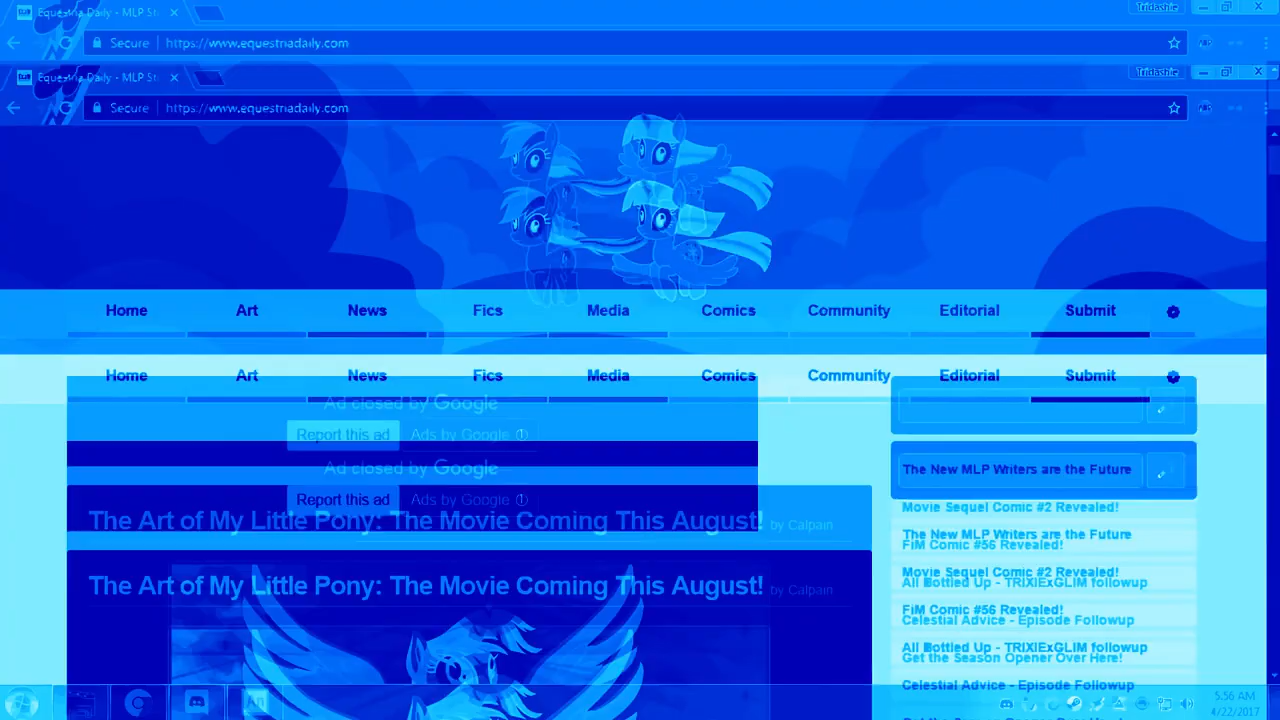 Equestria Daily - MLP St
Tridashie
Secure https://www.equestriadaily.com
Equestria Daily - MLP St
Tridashie
Secure https://www.equestriadaily.com
Home Art News Fics Media Comics Community Editorial Submit
Home Art News Fics Media Comics Community Editorial Submit
Ad closed by Google
Report this ad Ads by Google
Ad closed by Google
Report this ad Ads by Google
The Art of My Little Pony: The Movie Coming This August! by Calpain
The Art of My Little Pony: The Movie Coming This August! by Calpain
The New MLP Writers are the Future
Movie Sequel Comic #2 Revealed!
The New MLP Writers are the Future
FiM Comic #56 Revealed!
Movie Sequel Comic #2 Revealed!
All Bottled Up - TRIXIExGLIM followup
FiM Comic #56 Revealed!
Celestial Advice - Episode Followup
All Bottled Up - TRIXIExGLIM followup
Get the Season Opener Over Here!
Celestial Advice - Episode Followup
5:56 AM
4/22/2017